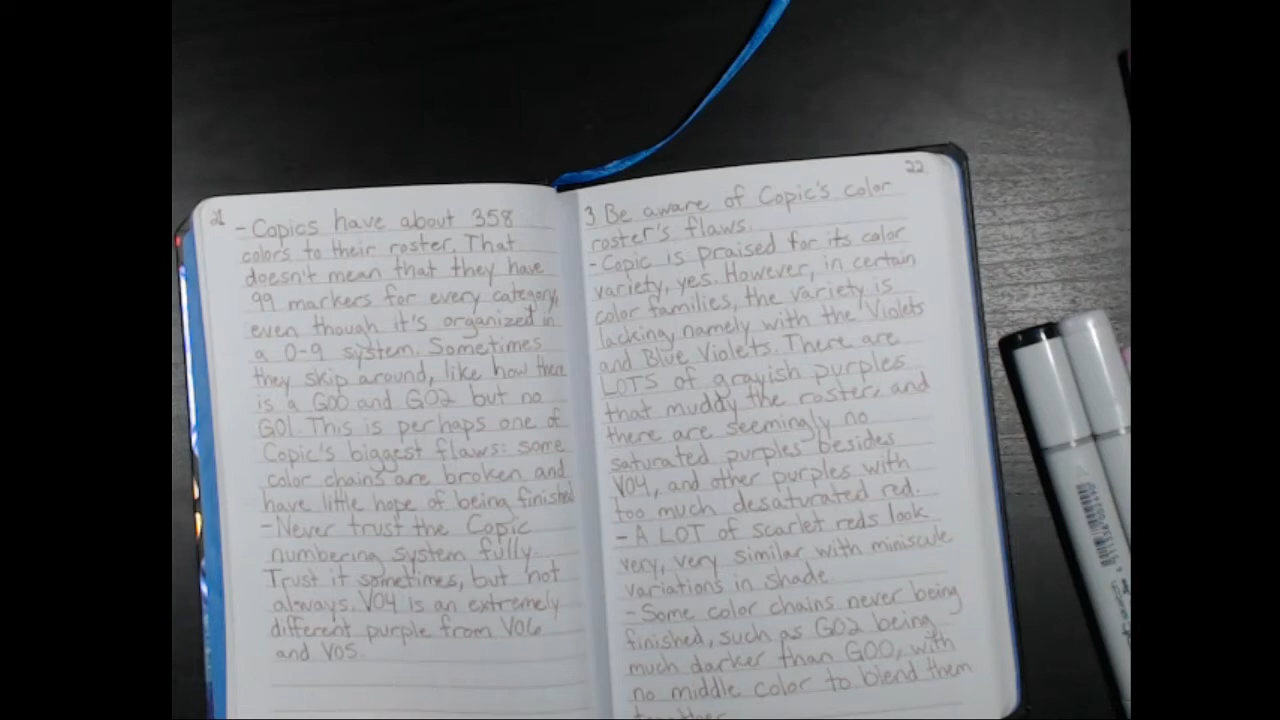 21
- Copics have about 358
colors to their roster. That
doesn't mean that they have
99 markers for every category,
even though it's organized in
a 0-9 system. Sometimes
they skip around, like how there
is a G00 and G02 but no
G01. This is perhaps one of
Copic's biggest flaws: some
color chains are broken and
have little hope of being finished
- Never trust the Copic
numbering system fully.
Trust it sometimes, but not
always. V04 is an extremely
different purple from V06
and V05.
22
3 Be aware of Copic's color
roster's flaws.
- Copic is praised for its color
variety, yes. However, in certain
color families, the variety is
lacking, namely with the Violets
and Blue Violets. There are
LOTS of grayish purples
that muddy the roster, and
there are seemingly no
saturated purples besides
V04, and other purples with
too much desaturated red.
- A LOT of scarlet reds look
very, very similar with miniscule
variations in shade.
- Some color chains never being
finished, such as G02 being
much darker than G00, with
no middle color to blend them
together